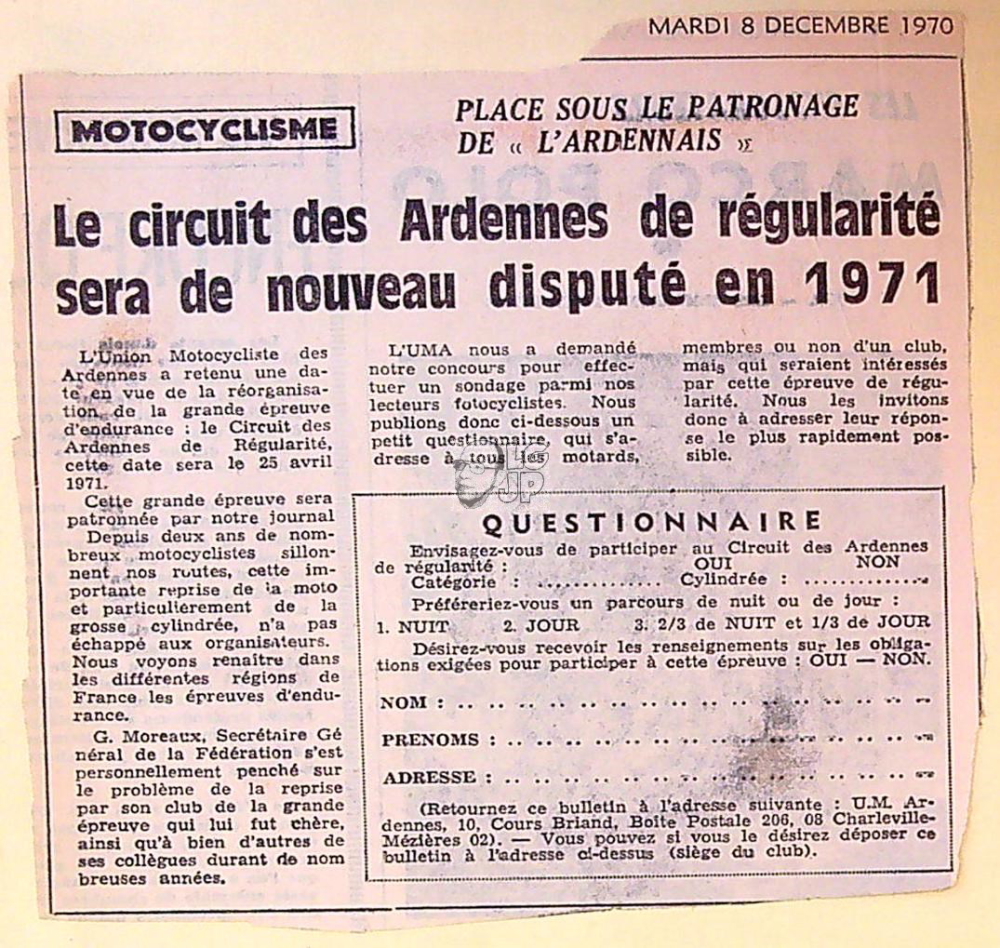 MARDI 8 DECEMBRE 1970
MOTOCYCLISME
PLACE SOUS LE PATRONAGE
DE « L'ARDENNAIS »
Le circuit des Ardennes de régularité
sera de nouveau disputé en 1971
L'Union Motocycliste des
Ardennes a retenu une da-
te en vue de la réorganisa-
tion de la grande épreuve
d'endurance : le Circuit des
Ardennes de Régularité,
cette date sera le 25 avril
1971.
Cette grande épreuve sera
patronnée par notre journal
Depuis deux ans de nom-
breux motocyclistes sillon-
nent nos routes, cette im-
portante reprise de la moto
et particulièrement de la
grosse cylindrée, n'a pas
échappé aux organisateurs.
Nous voyons renaître dans
les différentes régions de
France les épreuves d'endu-
rance.
G. Moreaux, Secrétaire Gé
néral de la Fédération s'est
personnellement penché sur
le problème de la reprise
par son club de la grande
épreuve qui lui fut chère,
ainsi qu'à bien d'autres de
ses collègues durant de nom
breuses années.
L'UMA nous a demandé
notre concours pour effec-
tuer un sondage parmi nos
lecteurs fotocyclistes. Nous
publions donc ci-dessous un
petit questionnaire, qui s'a-
dresse à tous les motards,
membres ou non d'un club,
mais qui seraient intéressés
par cette épreuve de régu-
larité. Nous les invitons
donc à adresser leur répon-
se le plus rapidement pos-
sible.
LG
JP
QUESTIONNAIRE
Envisagez-vous de participer au Circuit des Ardennes
de régularité : OUI NON
Catégorie : .............. Cylindrée : ..............
Préféreriez-vous un parcours de nuit ou de jour :
1. NUIT 2. JOUR 3. 2/3 de NUIT et 1/3 de JOUR
Désirez-vous recevoir les renseignements sur les obliga-
tions exigées pour participer à cette épreuve : OUI — NON.
NOM : .. .. .. .. .. .. .. .. .. .. .. .. .. .. ..
PRENOMS : .. .. .. .. .. .. .. .. .. .. .. .. ..
ADRESSE : .. .. .. .. .. .. .. .. .. .. .. .. ..
(Retournez ce bulletin à l'adresse suivante : U.M. Ar-
dennes, 10, Cours Briand, Boîte Postale 206, 08 Charleville-
Mézières 02). — Vous pouvez si vous le désirez déposer ce
bulletin à l'adresse ci-dessus (siège du club).